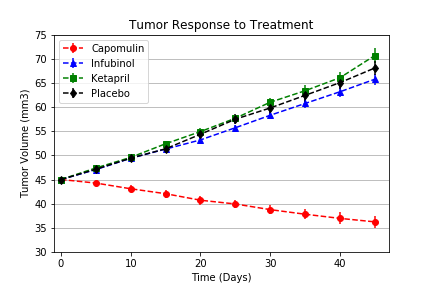 Tumor Response to Treatment
Capomulin
Infubinol
Ketapril
Placebo
75
70
65
60
55
50
45
40
35
30
Tumor Volume (mm3)
0 10 20 30 40
Time (Days)